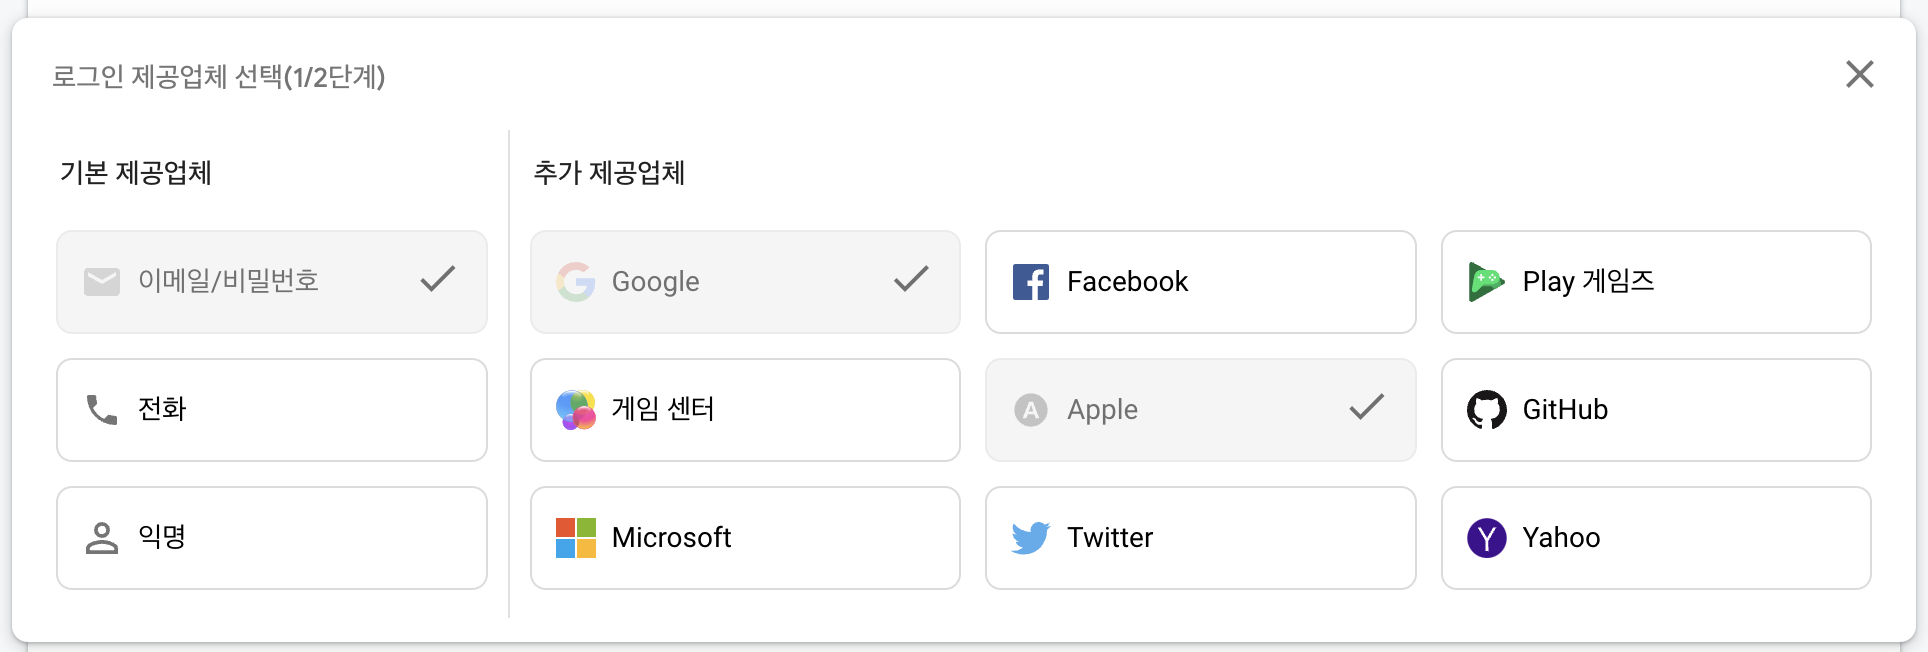 로그인 제공업체 선택(1/2단계)
기본 제공업체
이메일/비밀번호
전화
익명
추가 제공업체
Google
Facebook
Play 게임즈
게임 센터
Apple
GitHub
Microsoft
Twitter
Yahoo